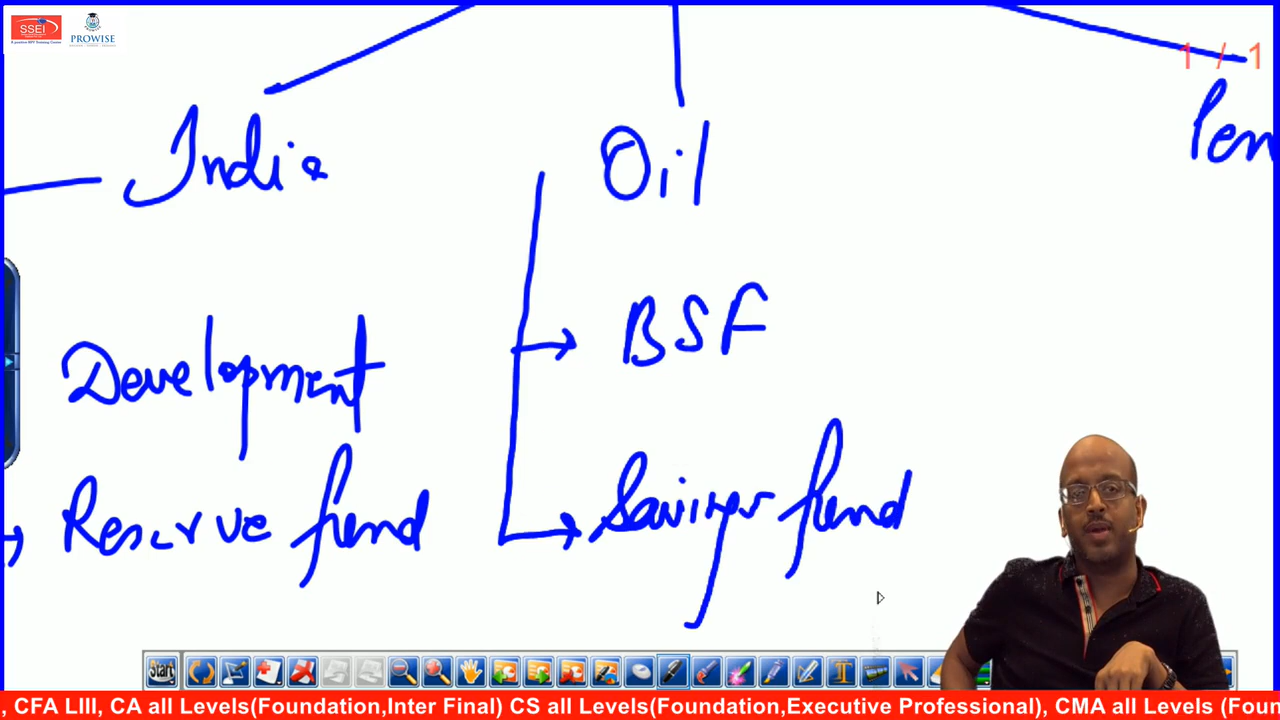 SSEI
PROWISE
1 / 1
India
Oil
Pen
BSF
Development
Savings fund
Reserve fund
Start
, CFA LIII, CA all Levels(Foundation,Inter Final) CS all Levels(Foundation,Executive Professional), CMA all Levels (Foun